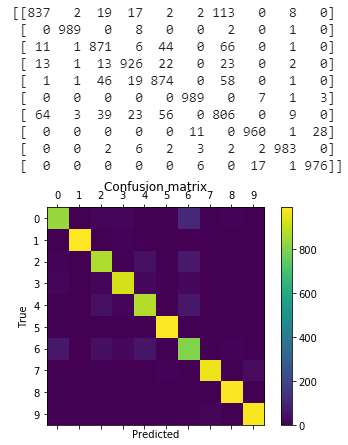 [[837 2 19 17 2 2 113 0 8 0]
[ 0 989 0 8 0 0 2 0 1 0]
[ 11 1 871 6 44 0 66 0 1 0]
[ 13 1 13 926 22 0 23 0 2 0]
[ 1 1 46 19 874 0 58 0 1 0]
[ 0 0 0 0 0 989 0 7 1 3]
[ 64 3 39 23 56 0 806 0 9 0]
[ 0 0 0 0 0 11 0 960 1 28]
[ 0 0 2 6 2 3 2 2 983 0]
[ 0 0 0 0 0 6 0 17 1 976]]
Confusion matrix
0 1 2 3 4 5 6 7 8 9
0
1
2
3
4
5
6
7
8
9
True
Predicted
800
600
400
200
0